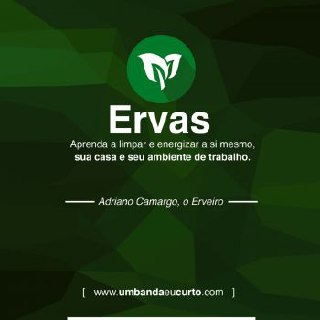 Ervas
Aprenda a limpar e energizar a si mesmo,
sua casa e seu ambiente de trabalho.
Adriano Camargo, o Erveiro
[ www.umbandaeucurto.com ]